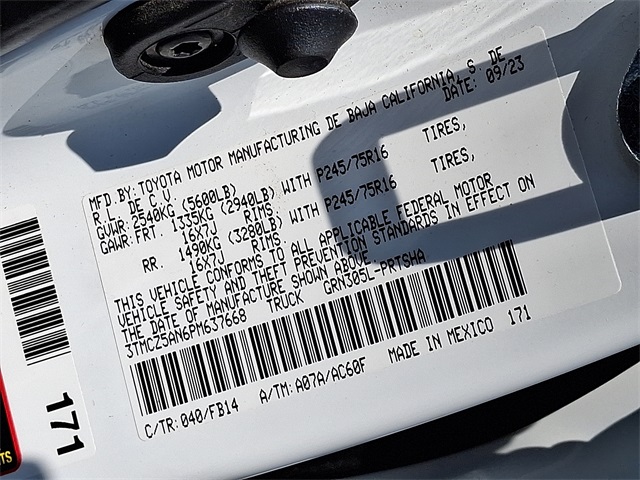 MFD.BY:TOYOTA MOTOR MANUFACTURING DE BAJA CALIFORNIA, S. DE
R. L. DE C.V. DATE: 09/23
GVWR: 2540KG (5600LB)
GAWR:FRT 1335KG (2940LB) WITH P245/75R16 TIRES,
16X7J RIMS,
RR. 1490KG (3280LB) WITH P245/75R16 TIRES,
16X7J RIMS
THIS VEHICLE CONFORMS TO ALL APPLICABLE FEDERAL MOTOR
VEHICLE SAFETY AND THEFT PREVENTION STANDARDS IN EFFECT ON
THE DATE OF MANUFACTURE SHOWN ABOVE
3TMCZ5AN6PM637668 TRUCK GRN305L-PRTSHA
C/TR: 040/FB14 A/TM: A07A/AC60F MADE IN MEXICO 171
171